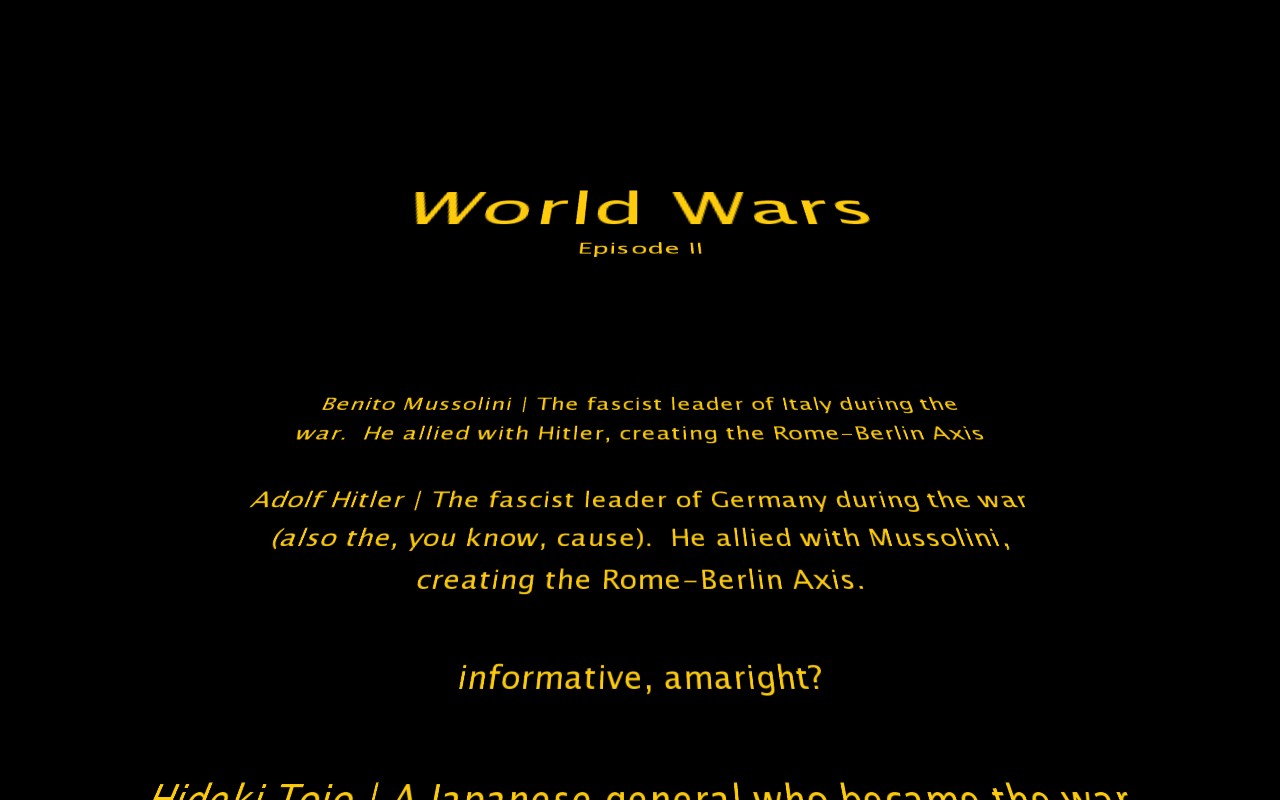 World Wars
Episode II
Benito Mussolini | The fascist leader of Italy during the
war.  He allied with Hitler, creating the Rome-Berlin Axis
Adolf Hitler | The fascist leader of Germany during the war
(also the, you know, cause).  He allied with Mussolini,
creating the Rome-Berlin Axis.
informative, amaright?
Hideki Tojo | A Japanese general who became the war